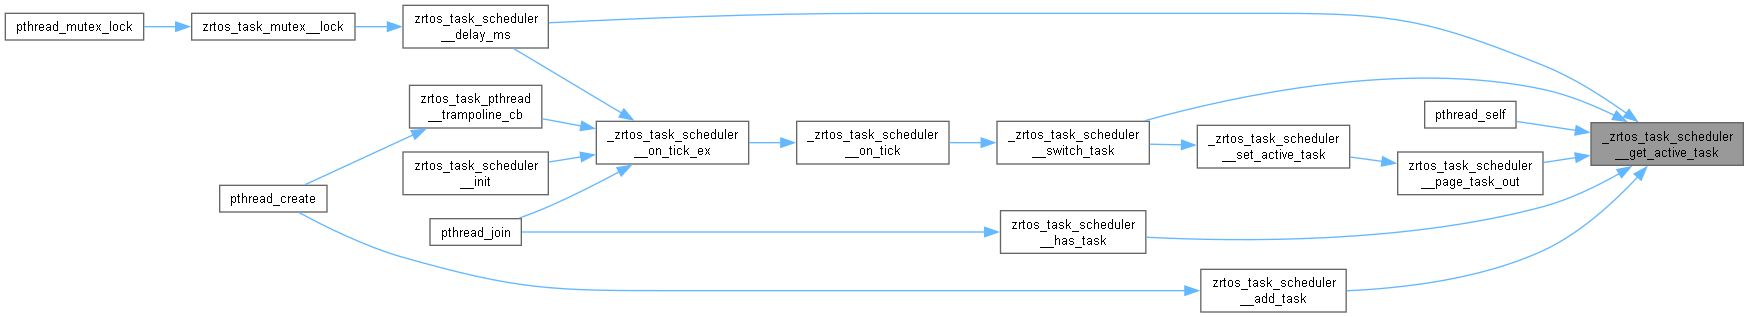 pthread_mutex_lock
zrtos_task_mutex__lock
zrtos_task_scheduler
__delay_ms
zrtos_task_pthread
__trampoline_cb
zrtos_task_scheduler
__init
pthread_create
pthread_join
_zrtos_task_scheduler
__on_tick_ex
_zrtos_task_scheduler
__on_tick
_zrtos_task_scheduler
__switch_task
_zrtos_task_scheduler
__set_active_task
zrtos_task_scheduler
__has_task
zrtos_task_scheduler
__add_task
pthread_self
zrtos_task_scheduler
__page_task_out
_zrtos_task_scheduler
__get_active_task